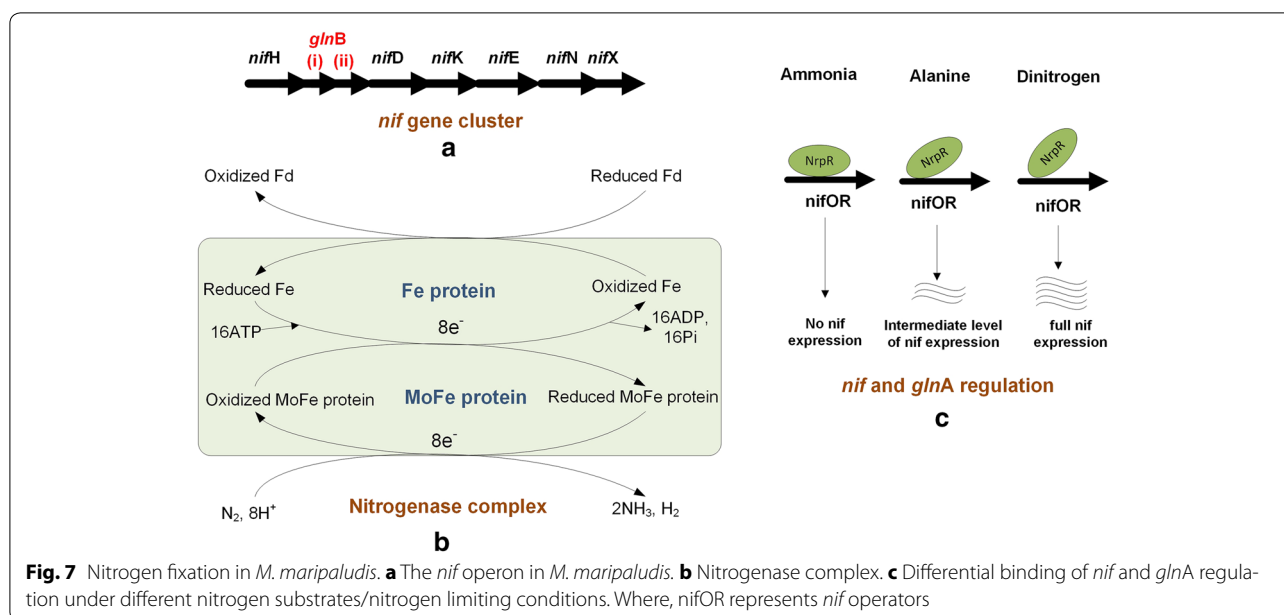 glnB
nifH (i) (ii) nifD nifK nifE nifN nifX
nif gene cluster
a
Oxidized Fd Reduced Fd
Reduced Fe Fe protein Oxidized Fe
16ATP 8e⁻ 16ADP,
16Pi
Oxidized MoFe protein MoFe protein Reduced MoFe protein
8e⁻
N₂, 8H⁺ Nitrogenase complex 2NH₃, H₂
b
Ammonia Alanine Dinitrogen
NrpR NrpR NrpR
nifOR nifOR nifOR
No nif Intermediate level full nif
expression of nif expression expression
nif and glnA regulation
c
Fig. 7 Nitrogen fixation in M. maripaludis. a The nif operon in M. maripaludis. b Nitrogenase complex. c Differential binding of nif and glnA regula-
tion under different nitrogen substrates/nitrogen limiting conditions. Where, nifOR represents nif operators